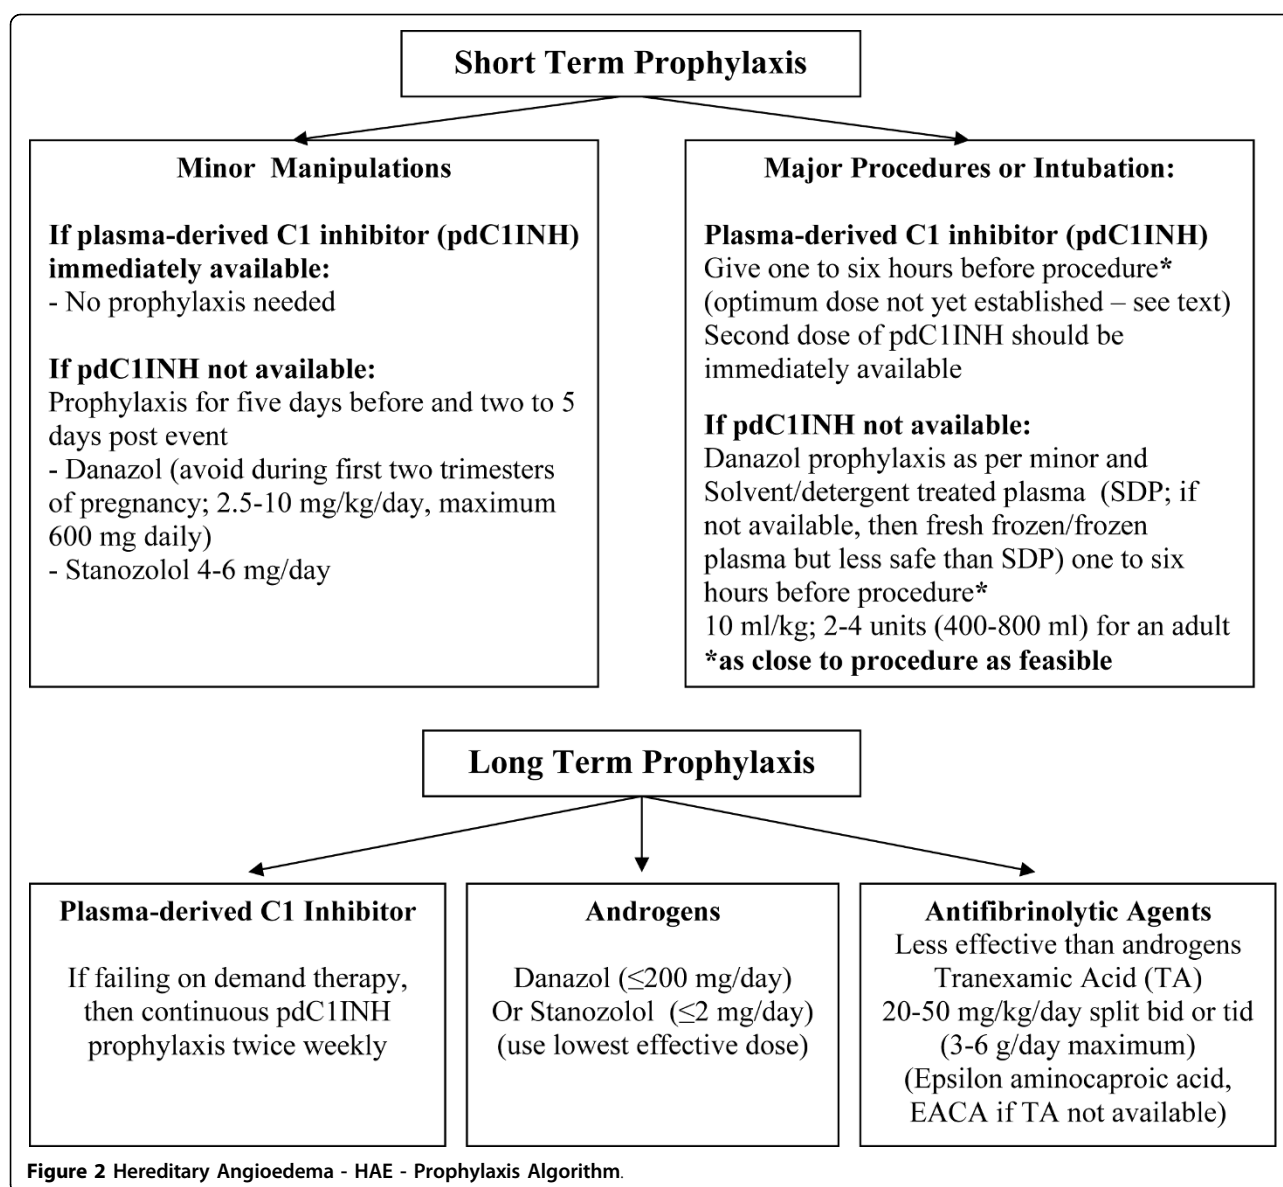 Short Term Prophylaxis
Minor Manipulations
If plasma-derived C1 inhibitor (pdC1INH)
immediately available:
- No prophylaxis needed
If pdC1INH not available:
Prophylaxis for five days before and two to 5
days post event
- Danazol (avoid during first two trimesters
of pregnancy; 2.5-10 mg/kg/day, maximum
600 mg daily)
- Stanozolol 4-6 mg/day
Major Procedures or Intubation:
Plasma-derived C1 inhibitor (pdC1INH)
Give one to six hours before procedure*
(optimum dose not yet established – see text)
Second dose of pdC1INH should be
immediately available
If pdC1INH not available:
Danazol prophylaxis as per minor and
Solvent/detergent treated plasma (SDP; if
not available, then fresh frozen/frozen
plasma but less safe than SDP) one to six
hours before procedure*
10 ml/kg; 2-4 units (400-800 ml) for an adult
*as close to procedure as feasible
Long Term Prophylaxis
Plasma-derived C1 Inhibitor
If failing on demand therapy,
then continuous pdC1INH
prophylaxis twice weekly
Androgens
Danazol (≤200 mg/day)
Or Stanozolol (≤2 mg/day)
(use lowest effective dose)
Antifibrinolytic Agents
Less effective than androgens
Tranexamic Acid (TA)
20-50 mg/kg/day split bid or tid
(3-6 g/day maximum)
(Epsilon aminocaproic acid,
EACA if TA not available)
Figure 2 Hereditary Angioedema - HAE - Prophylaxis Algorithm.